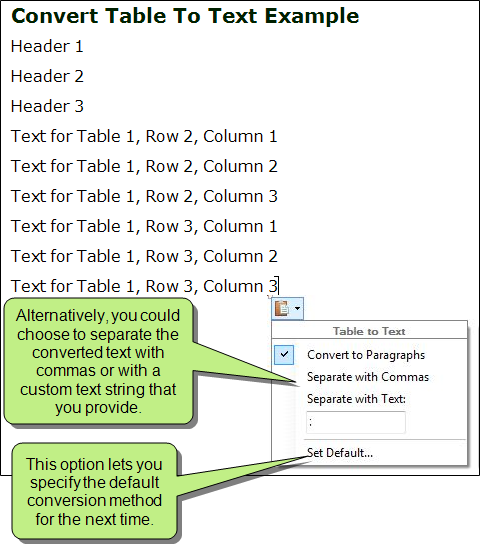 Convert Table To Text Example
Header 1
Header 2
Header 3
Text for Table 1, Row 2, Column 1
Text for Table 1, Row 2, Column 2
Text for Table 1, Row 2, Column 3
Text for Table 1, Row 3, Column 1
Text for Table 1, Row 3, Column 2
Text for Table 1, Row 3, Column 3
Alternatively, you could
choose to separate the
converted text with
commas or with a
custom text string that
you provide.
Table to Text
Convert to Paragraphs
Separate with Commas
Separate with Text:
;
Set Default...
This option lets you
specify the default
conversion method
for the next time.